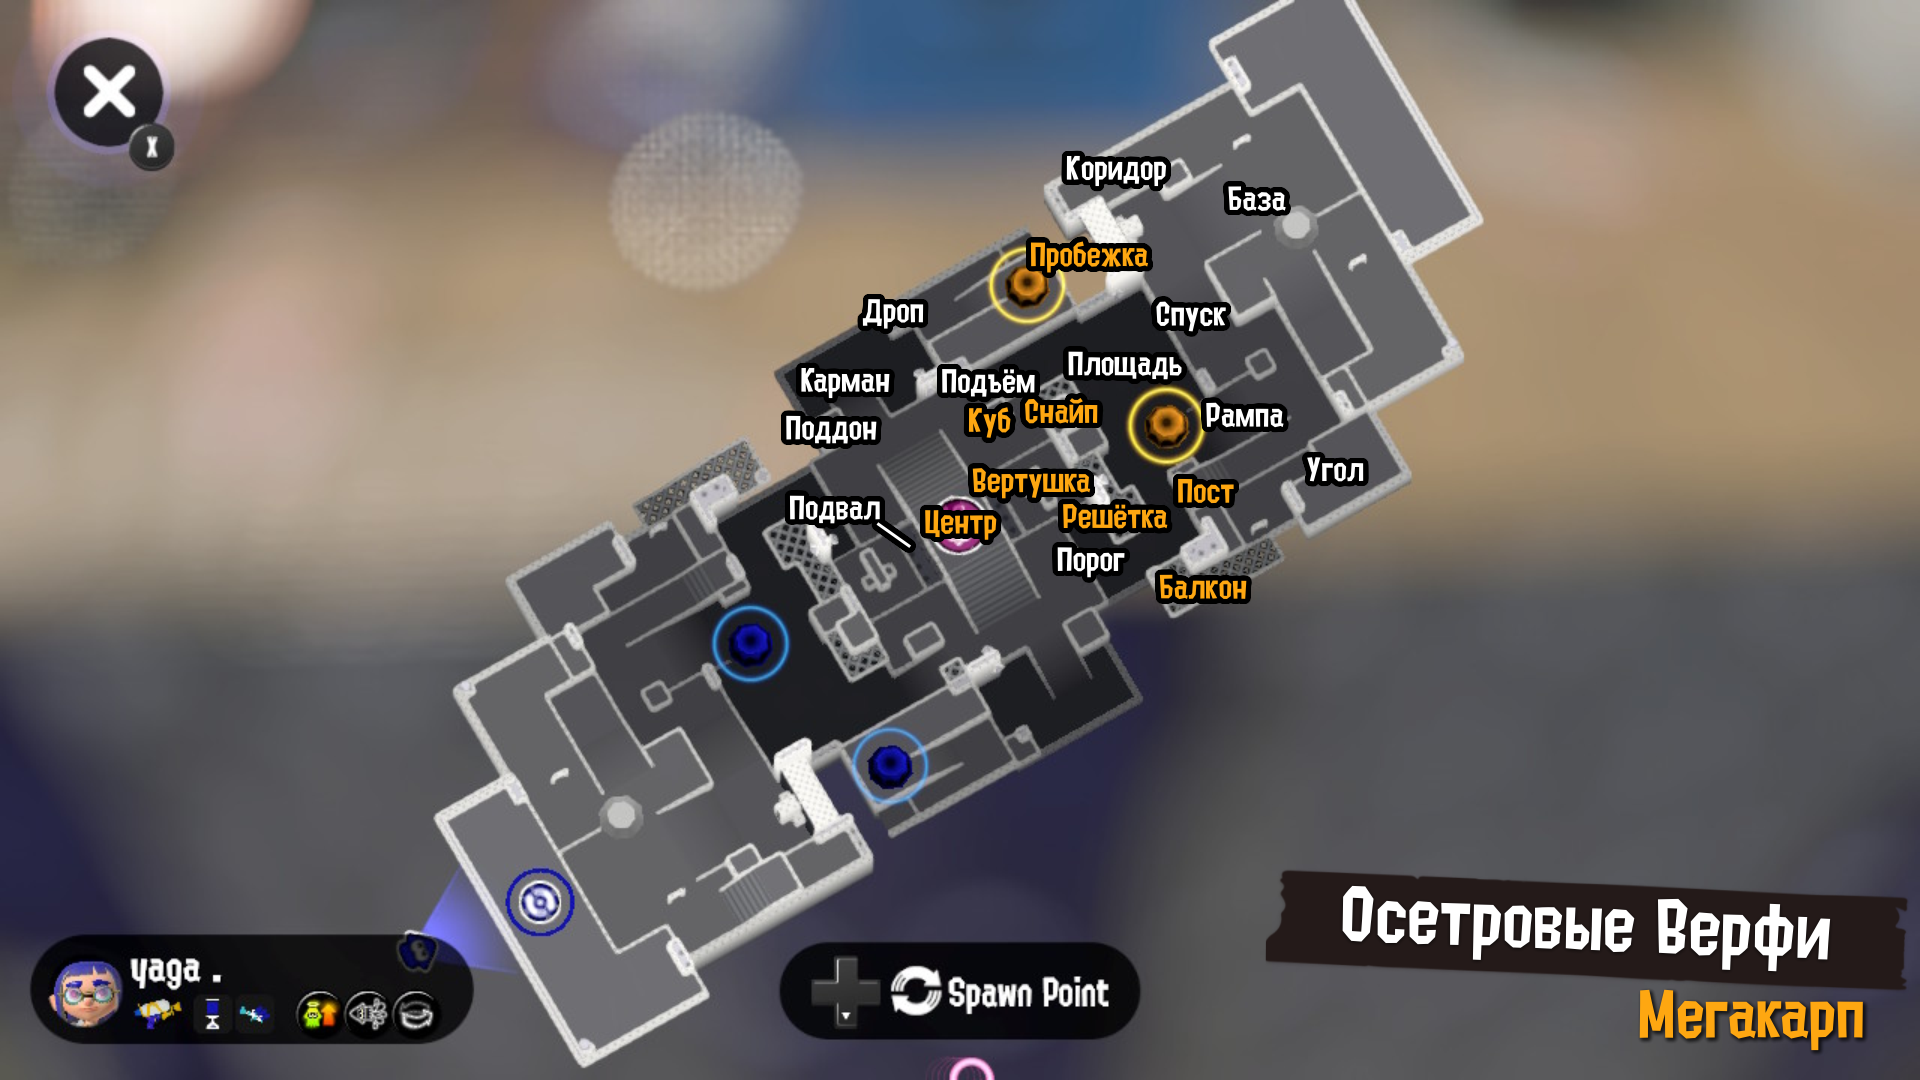 X
Коридор
База
Пробежка
Дроп
Спуск
Площадь
Карман
Подъём
Куб
Снайп
Рампа
Поддон
Угол
Вертушка
Пост
Подвал
Центр
Решётка
Порог
Балкон
Осетровые Верфи
Мегакарп
yaga .
Spawn Point